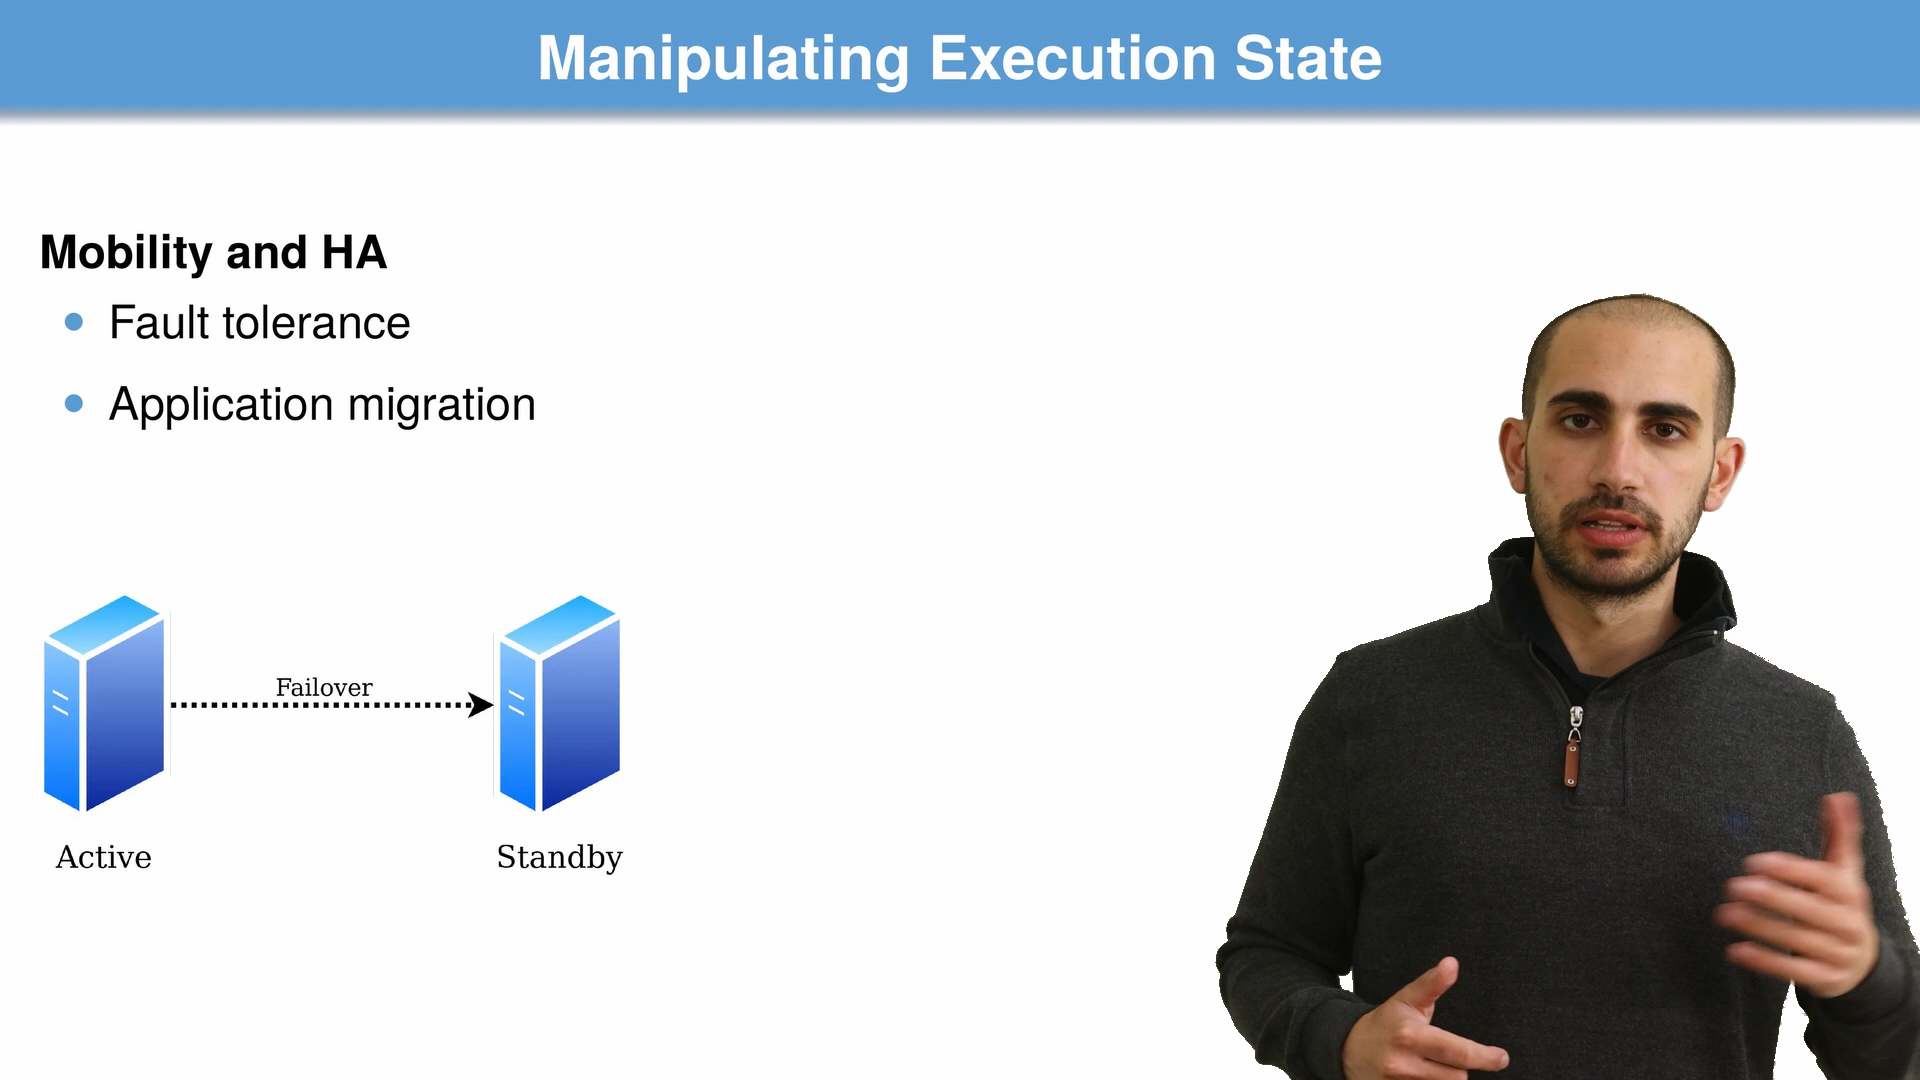 Manipulating Execution State
Mobility and HA
Fault tolerance
Application migration
Failover
Active
Standby